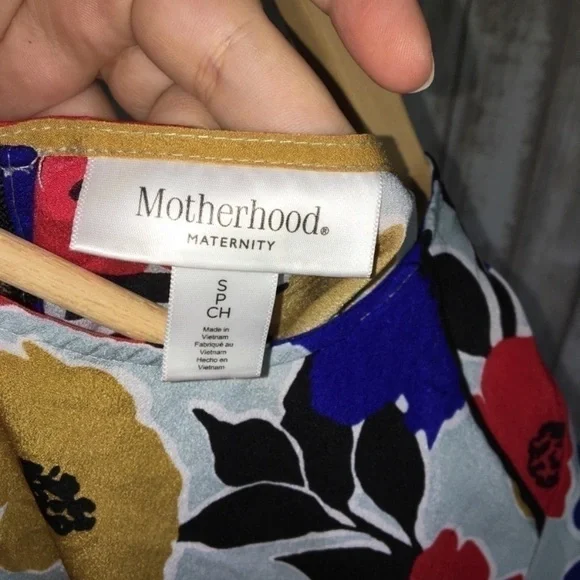 Motherhood®
MATERNITY
S
P
CH
Made in
Vietnam
Fabriqué au
Vietnam
Hecho en
Vietnam